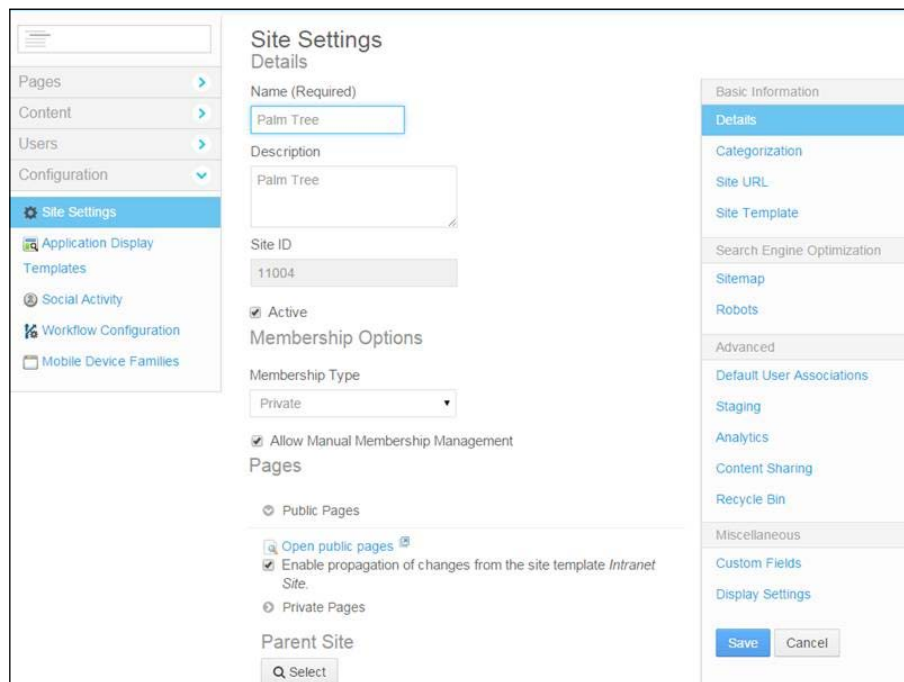 Pages
Content
Users
Configuration
Site Settings
Application Display
Templates
Social Activity
Workflow Configuration
Mobile Device Families
Site Settings
Details
Name (Required)
Palm Tree
Description
Palm Tree
Site ID
11004
Active
Membership Options
Membership Type
Private
Allow Manual Membership Management
Pages
Public Pages
Open public pages
Enable propagation of changes from the site template Intranet
Site.
Private Pages
Parent Site
Select
Basic Information
Details
Categorization
Site URL
Site Template
Search Engine Optimization
Sitemap
Robots
Advanced
Default User Associations
Staging
Analytics
Content Sharing
Recycle Bin
Miscellaneous
Custom Fields
Display Settings
Save Cancel